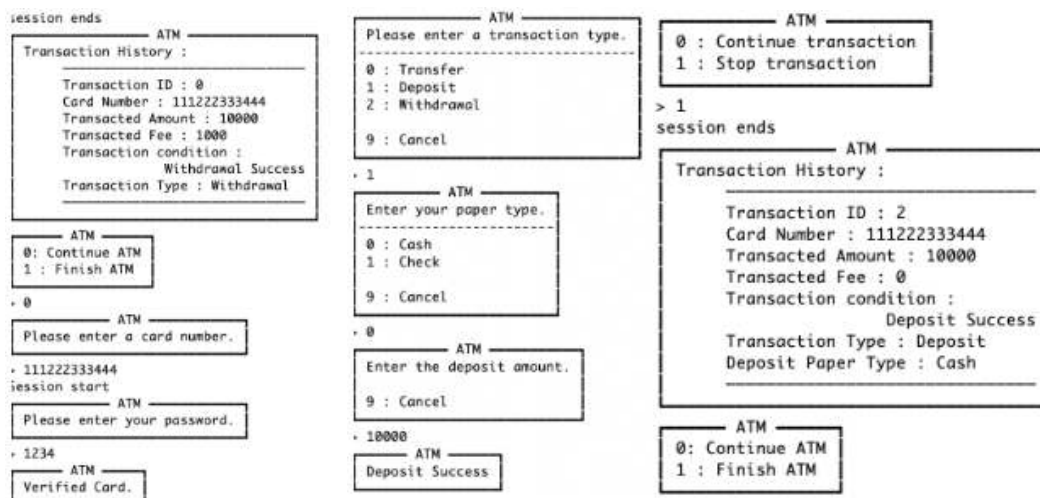 session ends
ATM
Transaction History :
Transaction ID : 0
Card Number : 111222333444
Transacted Amount : 10000
Transacted Fee : 1000
Transaction condition :
Withdrawal Success
Transaction Type : Withdrawal
ATM
0: Continue ATM
1 : Finish ATM
> 0
ATM
Please enter a card number.
> 111222333444
session start
ATM
Please enter your password.
> 1234
ATM
Verified Card.
ATM
Please enter a transaction type.
0 : Transfer
1 : Deposit
2 : Withdrawal
9 : Cancel
> 1
ATM
Enter your paper type.
0 : Cash
1 : Check
9 : Cancel
> 0
ATM
Enter the deposit amount.
9 : Cancel
> 10000
ATM
Deposit Success
ATM
0 : Continue transaction
1 : Stop transaction
> 1
session ends
ATM
Transaction History :
Transaction ID : 2
Card Number : 111222333444
Transacted Amount : 10000
Transacted Fee : 0
Transaction condition :
Deposit Success
Transaction Type : Deposit
Deposit Paper Type : Cash
ATM
0: Continue ATM
1 : Finish ATM